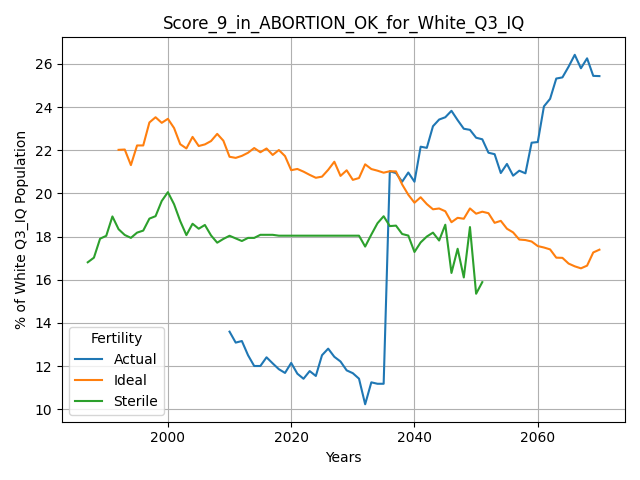 Score_9_in_ABORTION_OK_for_White_Q3_IQ
% of White Q3_IQ Population
26
24
22
20
18
16
14
12
10
Fertility
Actual
Ideal
Sterile
2000
2020
2040
2060
Years